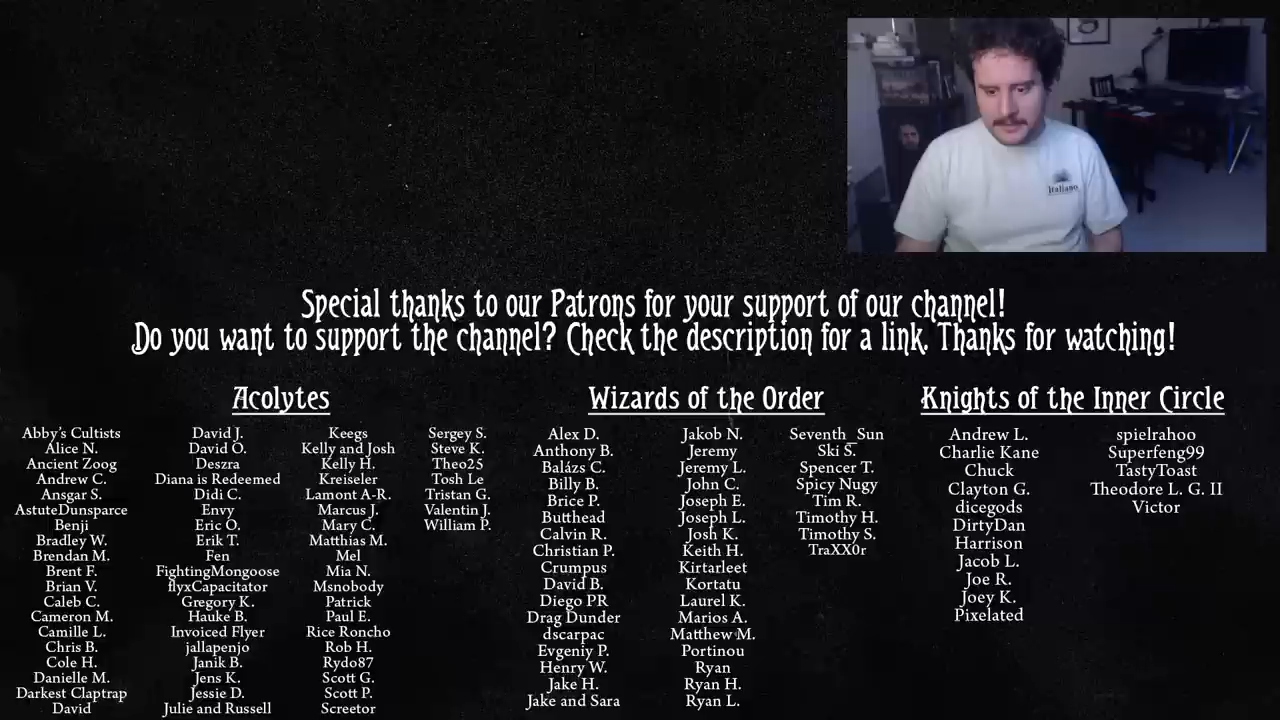 Italiano
Special thanks to our Patrons for your support of our channel!
Do you want to support the channel? Check the description for a link. Thanks for watching!
Acolytes
Abby's Cultists
Alice N.
Ancient Zoog
Andrew C.
Ansgar S.
AstuteDunsparce
Benji
Bradley W.
Brendan M.
Brent F.
Brian V.
Caleb C.
Cameron M.
Camille L.
Chris B.
Cole H.
Danielle M.
Darkest Claptrap
David
David J.
David O.
Deszra
Diana is Redeemed
Didi C.
Envy
Eric O.
Erik T.
Fen
FightingMongoose
flyxCapacitator
Gregory K.
Hauke B.
Invoiced Flyer
jallapenjo
Janik B.
Jens K.
Jessie D.
Julie and Russell
Keegs
Kelly and Josh
Kelly H.
Kreiseler
Lamont A-R.
Marcus J.
Mary C.
Matthias M.
Mel
Mia N.
Msnobody
Patrick
Paul E.
Rice Roncho
Rob H.
Rydo87
Scott G.
Scott P.
Screetor
Sergey S.
Steve K.
Theo25
Tosh Le
Tristan G.
Valentin J.
William P.
Wizards of the Order
Alex D.
Anthony B.
Balázs C.
Billy B.
Brice P.
Butthead
Calvin R.
Christian P.
Crumpus
David B.
Diego PR
Drag Dunder
dscarpac
Evgeniy P.
Henry W.
Jake H.
Jake and Sara
Jakob N.
Jeremy
Jeremy L.
John C.
Joseph E.
Joseph L.
Josh K.
Keith H.
Kirtarleet
Kortatu
Laurel K.
Marios A.
Matthew M.
Portinou
Ryan
Ryan H.
Ryan L.
Seventh_Sun
Ski S.
Spencer T.
Spicy Nugy
Tim R.
Timothy H.
Timothy S.
TraXX0r
Knights of the Inner Circle
Andrew L.
Charlie Kane
Chuck
Clayton G.
dicegods
DirtyDan
Harrison
Jacob L.
Joe R.
Joey K.
Pixelated
spielrahoo
Superfeng99
TastyToast
Theodore L. G. II
Victor